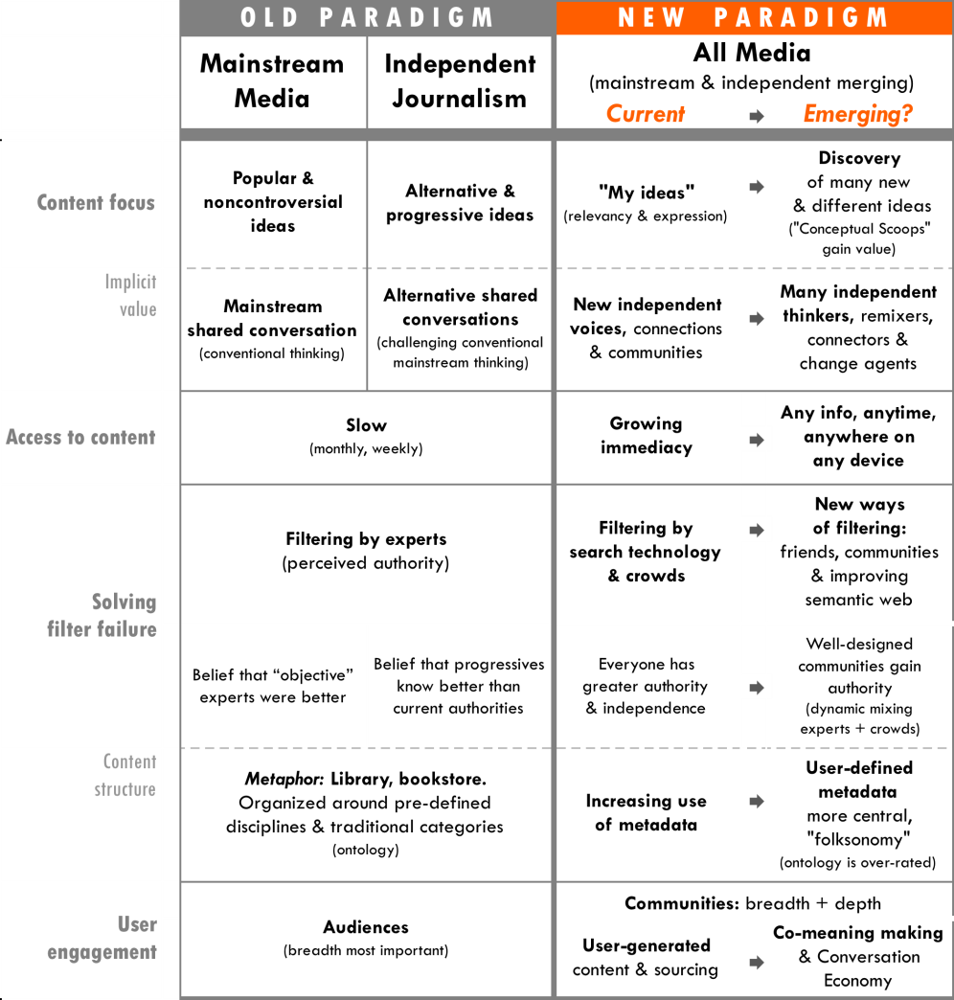 OLD PARADIGM
NEW PARADIGM
Mainstream
Media
Independent
Journalism
All Media
(mainstream & independent merging)
Current
Emerging?
Content focus
Popular &
noncontroversial
ideas
Alternative &
progressive ideas
"My ideas"
(relevancy & expression)
Discovery
of many new
& different ideas
("Conceptual Scoops"
gain value)
Implicit
value
Mainstream
shared conversation
(conventional thinking)
Alternative shared
conversations
(challenging conventional
mainstream thinking)
New independent
voices, connections
& communities
Many independent
thinkers, remixers,
connectors &
change agents
Access to content
Slow
(monthly, weekly)
Growing
immediacy
Any info, anytime,
anywhere on
any device
Solving
filter failure
Filtering by experts
(perceived authority)
Filtering by
search technology
& crowds
New ways
of filtering:
friends, communities
& improving
semantic web
Belief that “objective”
experts were better
Belief that progressives
know better than
current authorities
Everyone has
greater authority
& independence
Well-designed
communities gain
authority
(dynamic mixing
experts + crowds)
Content
structure
Metaphor: Library, bookstore.
Organized around pre-defined
disciplines & traditional categories
(ontology)
Increasing use
of metadata
User-defined
metadata
more central,
"folksonomy"
(ontology is over-rated)
User
engagement
Audiences
(breadth most important)
Communities: breadth + depth
User-generated
content & sourcing
Co-meaning making
& Conversation
Economy